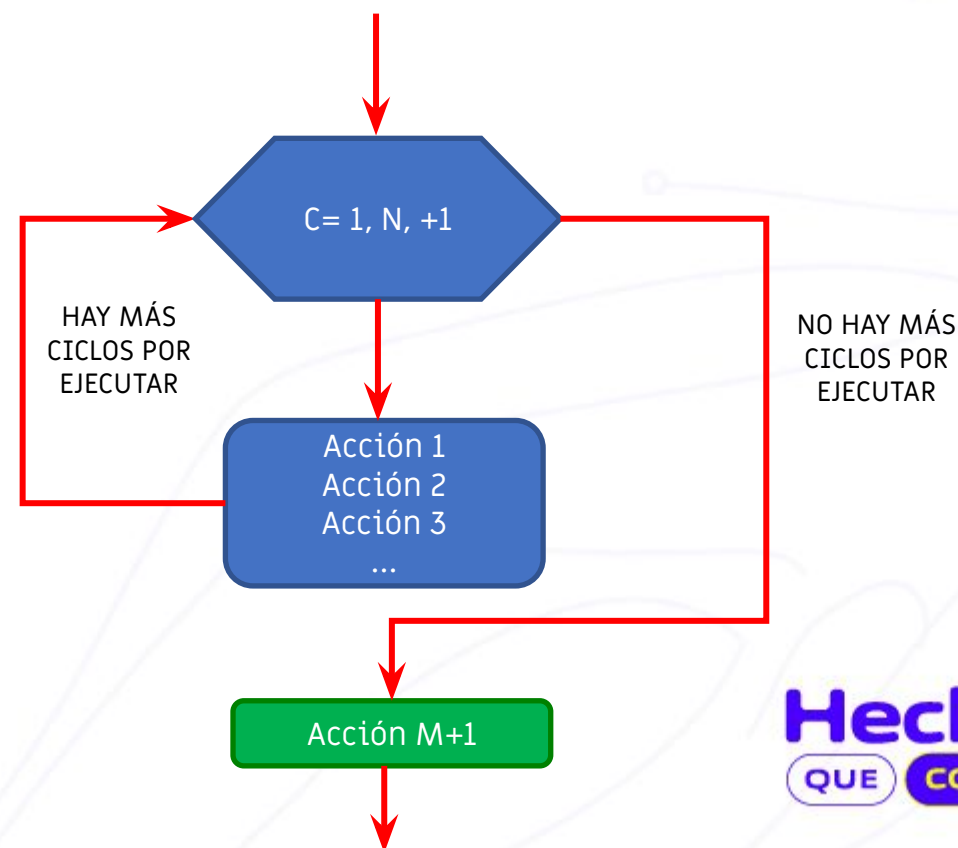 C= 1, N, +1
HAY MÁS
CICLOS POR
EJECUTAR
NO HAY MÁS
CICLOS POR
EJECUTAR
Acción 1
Acción 2
Acción 3
...
Acción M+1
QUE